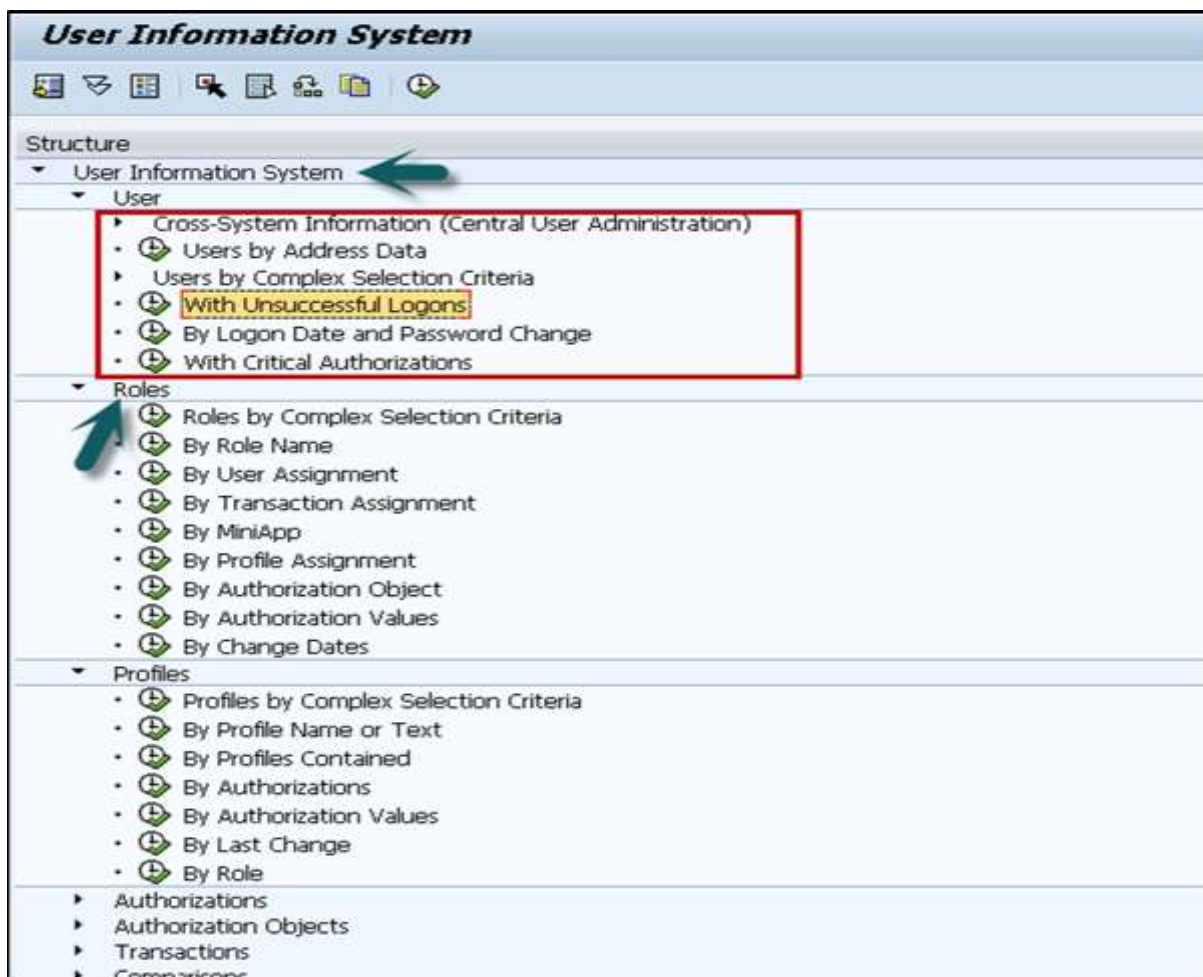 User Information System
Structure
User Information System
User
Cross-System Information (Central User Administration)
Users by Address Data
Users by Complex Selection Criteria
With Unsuccessful Logons
By Logon Date and Password Change
With Critical Authorizations
Roles
Roles by Complex Selection Criteria
By Role Name
By User Assignment
By Transaction Assignment
By MiniApp
By Profile Assignment
By Authorization Object
By Authorization Values
By Change Dates
Profiles
Profiles by Complex Selection Criteria
By Profile Name or Text
By Profiles Contained
By Authorizations
By Authorization Values
By Last Change
By Role
Authorizations
Authorization Objects
Transactions
Comparisons